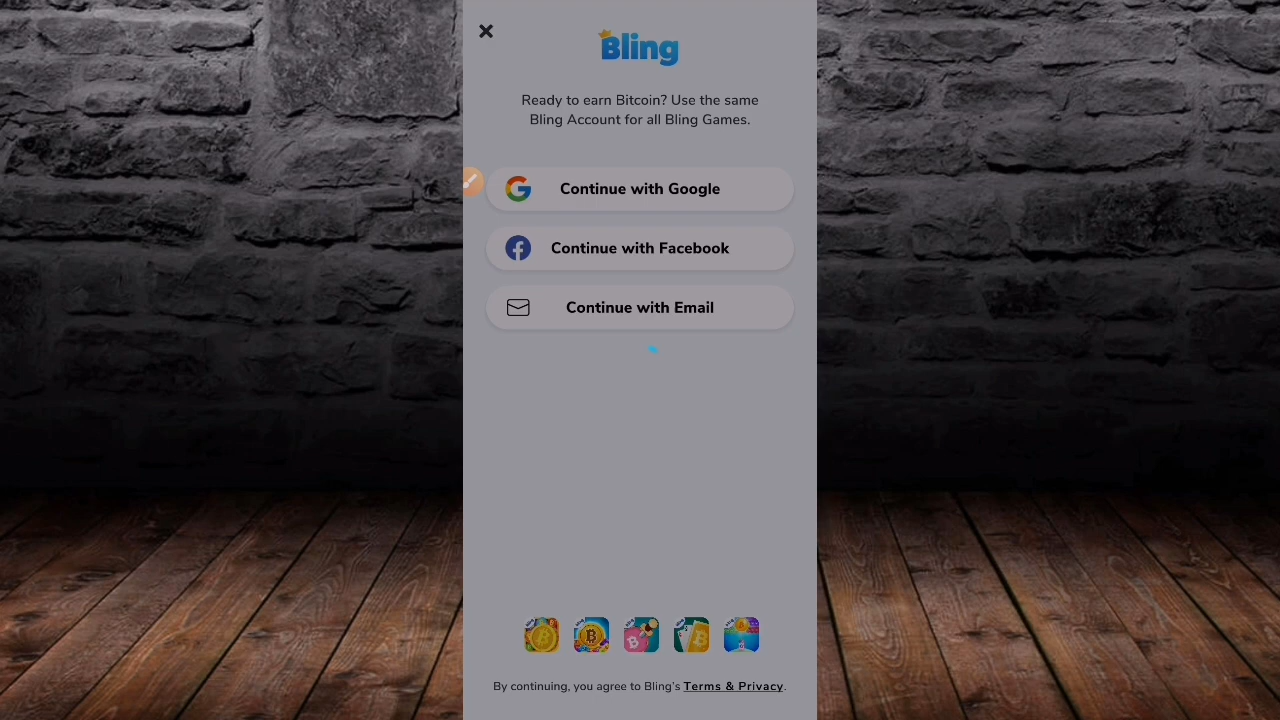 Bling
Ready to earn Bitcoin? Use the same
Bling Account for all Bling Games.
Continue with Google
Continue with Facebook
Continue with Email
By continuing, you agree to Bling's Terms & Privacy.